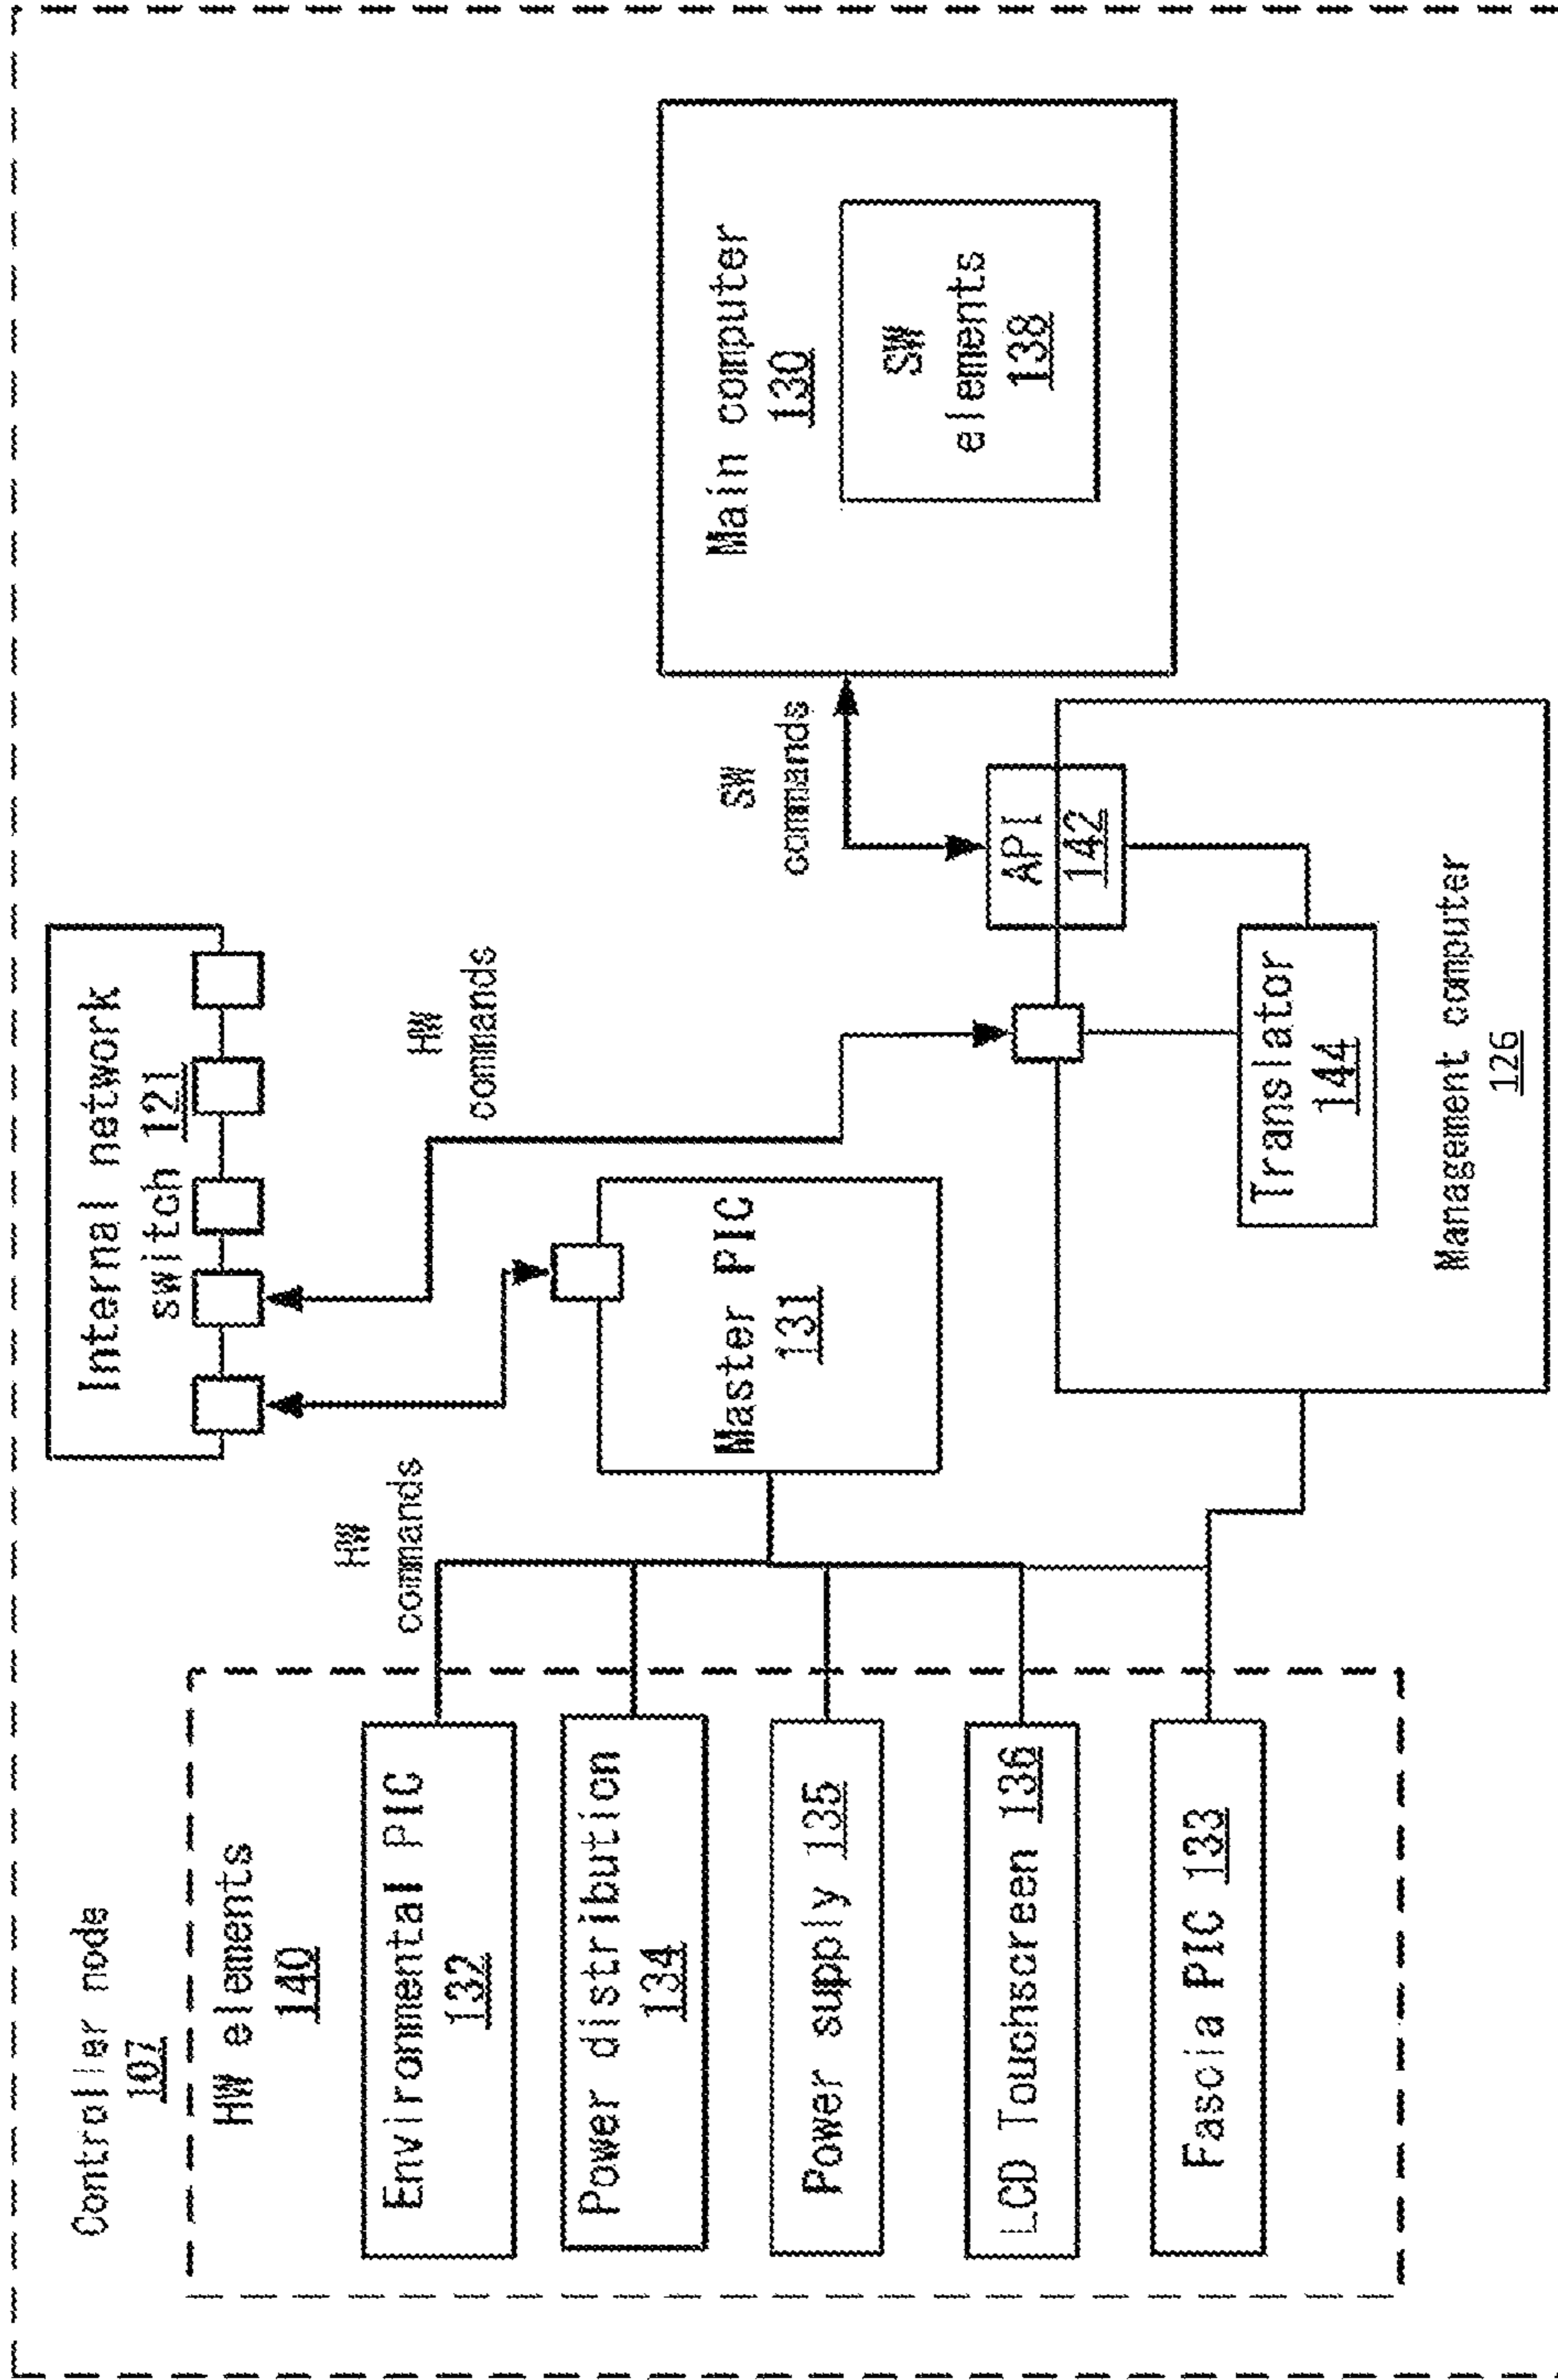 Controller node
107
HW elements
140
Environmental PIC
132
Power distribution
134
Power supply 135
LCD Touchscreen 136
Fascia PIC 133
HW
commands
Internal network
switch 121
HW
commands
Master PIC
131
SW
commands
API
142
Translator
144
Management computer
126
Main computer
130
SW
elements
138